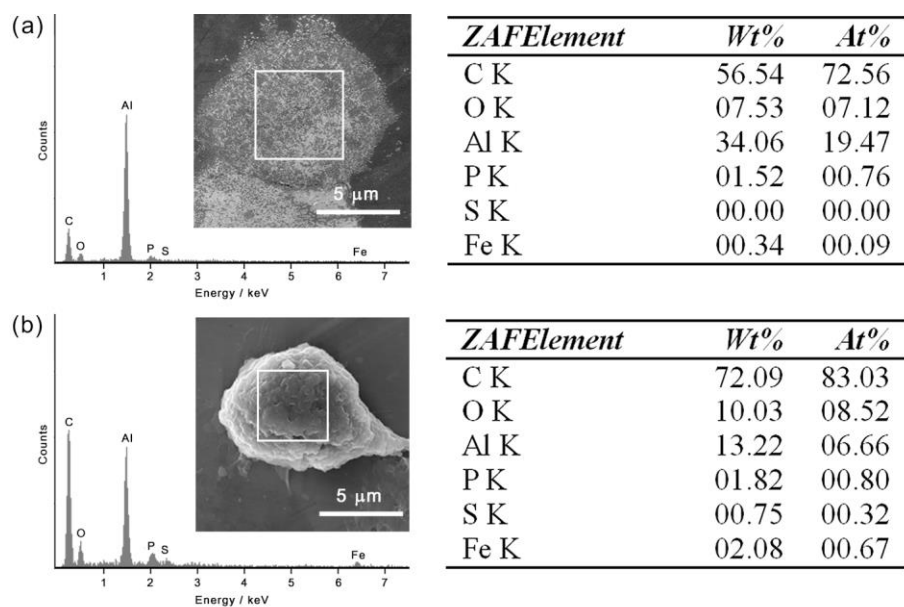 (a)
Counts
C
O
Al
P
S
Fe
5 μm
1 2 3 4 5 6 7
Energy / keV
ZAFElement Wt% At%
C K 56.54 72.56
O K 07.53 07.12
Al K 34.06 19.47
P K 01.52 00.76
S K 00.00 00.00
Fe K 00.34 00.09
(b)
Counts
C
O
Al
P
S
Fe
5 μm
1 2 3 4 5 6 7
Energy / keV
ZAFElement Wt% At%
C K 72.09 83.03
O K 10.03 08.52
Al K 13.22 06.66
P K 01.82 00.80
S K 00.75 00.32
Fe K 02.08 00.67